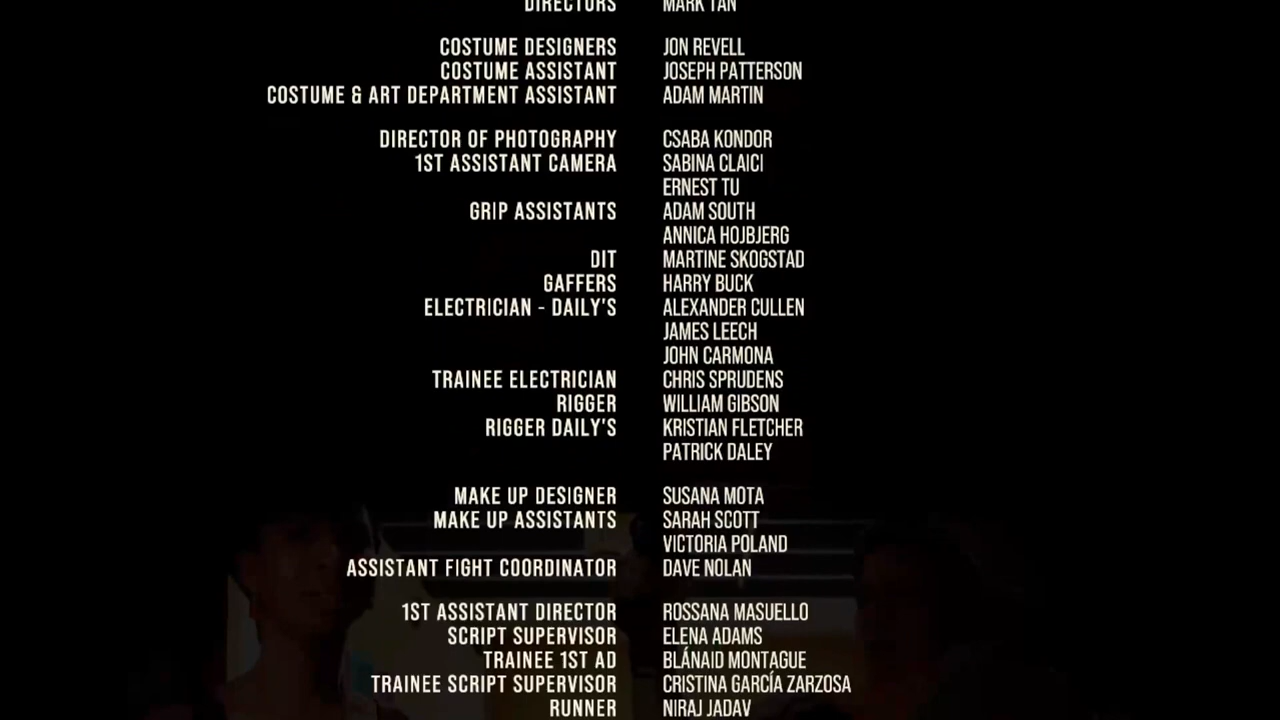 DIRECTORS MARK TAN
COSTUME DESIGNERS JON REVELL
COSTUME ASSISTANT JOSEPH PATTERSON
COSTUME & ART DEPARTMENT ASSISTANT ADAM MARTIN
DIRECTOR OF PHOTOGRAPHY CSABA KONDOR
1ST ASSISTANT CAMERA SABINA CLAICI
ERNEST TU
GRIP ASSISTANTS ADAM SOUTH
ANNICA HOJBJERG
DIT MARTINE SKOGSTAD
GAFFERS HARRY BUCK
ELECTRICIAN - DAILY'S ALEXANDER CULLEN
JAMES LEECH
JOHN CARMONA
TRAINEE ELECTRICIAN CHRIS SPRUDENS
RIGGER WILLIAM GIBSON
RIGGER DAILY'S KRISTIAN FLETCHER
PATRICK DALEY
MAKE UP DESIGNER SUSANA MOTA
MAKE UP ASSISTANTS SARAH SCOTT
VICTORIA POLAND
ASSISTANT FIGHT COORDINATOR DAVE NOLAN
1ST ASSISTANT DIRECTOR ROSSANA MASUELLO
SCRIPT SUPERVISOR ELENA ADAMS
TRAINEE 1ST AD BLÁNAID MONTAGUE
TRAINEE SCRIPT SUPERVISOR CRISTINA GARCÍA ZARZOSA
RUNNER NIRAJ JADAV